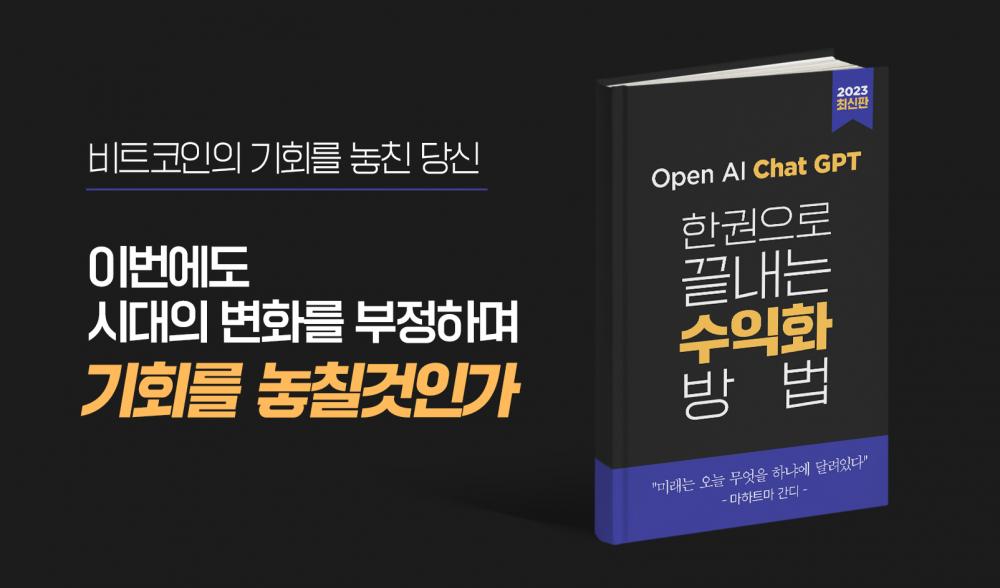 비트코인의 기회를 놓친 당신
이번에도
시대의 변화를 부정하며
기회를 놓칠것인가
2023
최신판
Open AI Chat GPT
한권으로
끝내는
수익화
방 법
"미래는 오늘 무엇을 하냐에 달려있다"
- 마하트마 간디 -